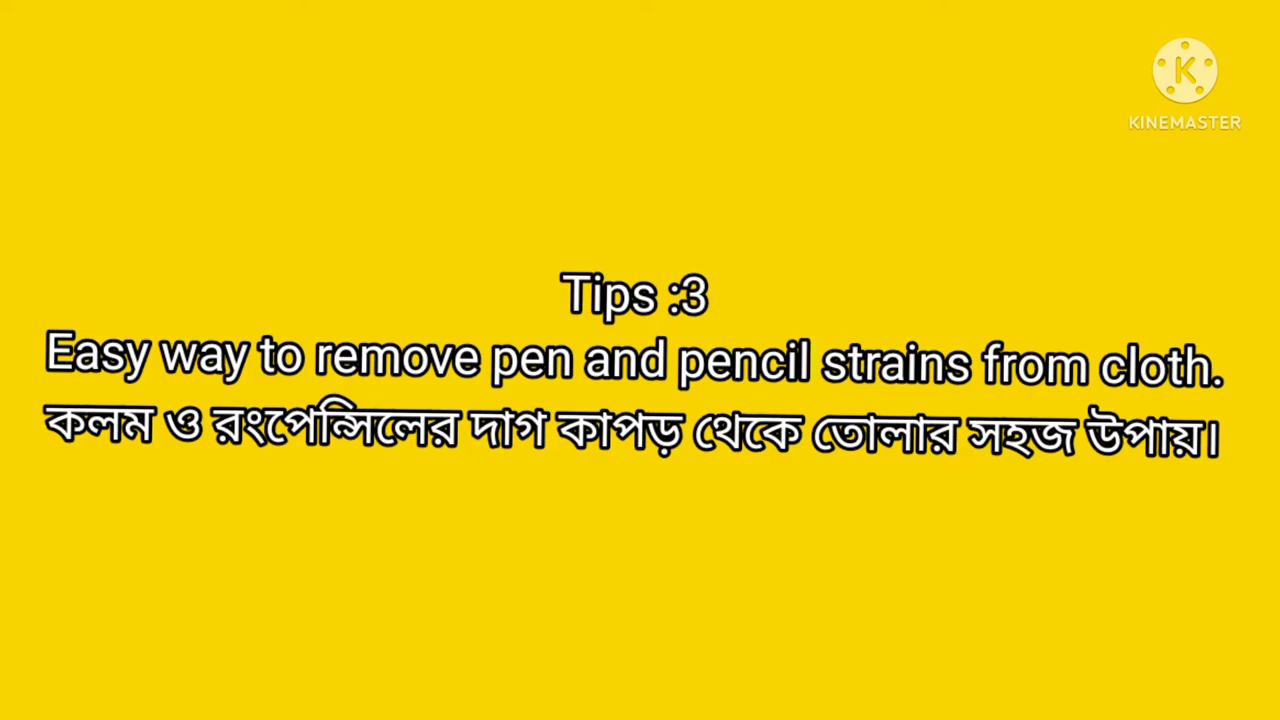 KINEMASTER
Tips :3
Easy way to remove pen and pencil strains from cloth.
কলম ও রংপেন্সিলের দাগ কাপড় থেকে তোলার সহজ উপায়।